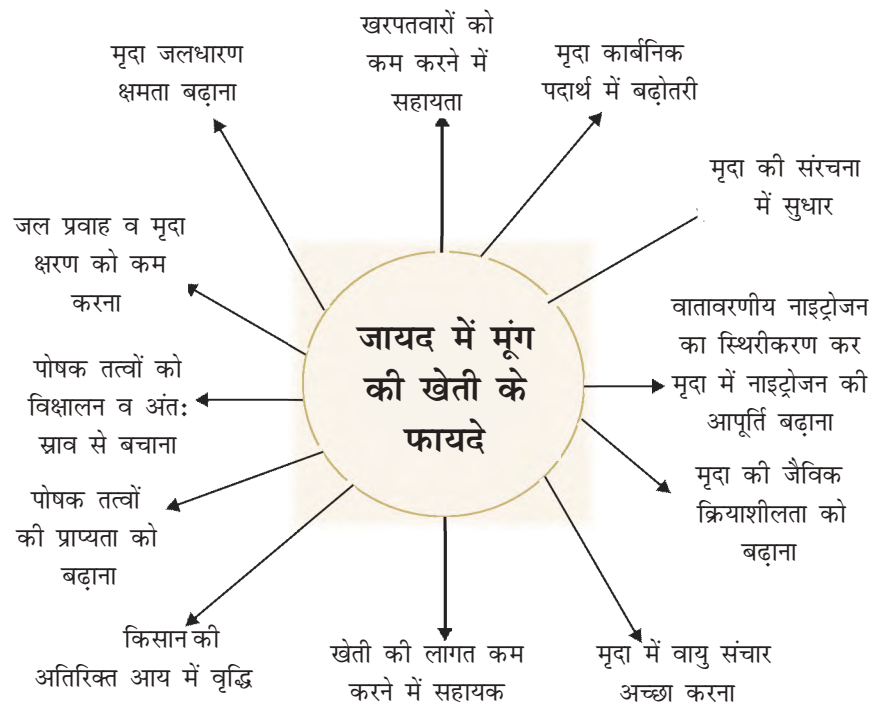 खरपतवारों को
कम करने में
सहायता
मृदा कार्बनिक
पदार्थ में बढ़ोतरी
मृदा की संरचना
में सुधार
वातावरणीय नाइट्रोजन
का स्थिरीकरण कर
मृदा में नाइट्रोजन की
आपूर्ति बढ़ाना
मृदा की जैविक
क्रियाशीलता को
बढ़ाना
मृदा में वायु संचार
अच्छा करना
खेती की लागत कम
करने में सहायक
किसान की
अतिरिक्त आय में वृद्धि
पोषक तत्वों
की प्राप्यता को
बढ़ाना
पोषक तत्वों को
विक्षालन व अंत:
स्राव से बचाना
जल प्रवाह व मृदा
क्षरण को कम
करना
मृदा जलधारण
क्षमता बढ़ाना
जायद में मूंग
की खेती के
फायदे